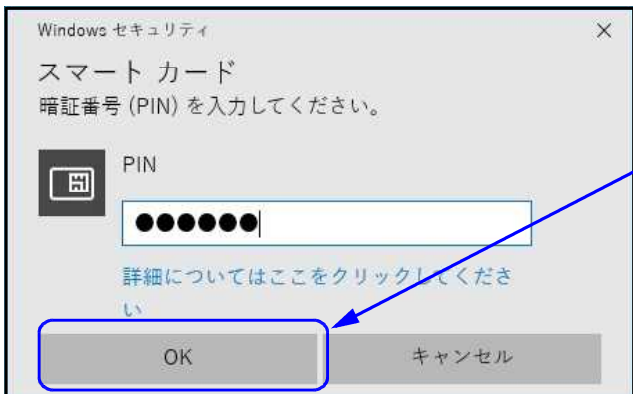 Windows セキュリティ
スマート カード
暗証番号 (PIN) を入力してください。
PIN
●●●●●●
詳細についてはここをクリックしてくださ
い
OK
キャンセル